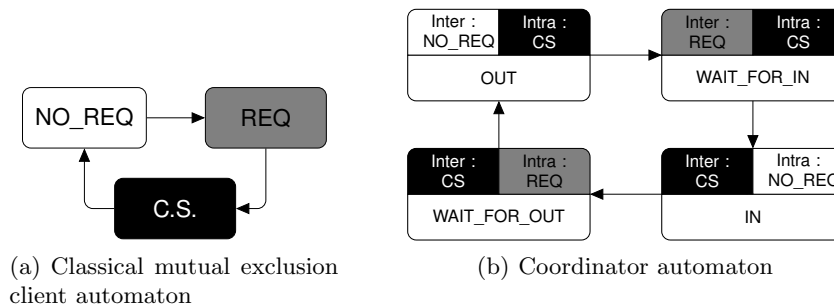 NO_REQ
REQ
C.S.
(a) Classical mutual exclusion
client automaton
Inter : Intra :
NO_REQ CS
OUT
Inter : Intra :
REQ CS
WAIT_FOR_IN
Inter : Intra :
CS REQ
WAIT_FOR_OUT
Inter : Intra :
CS NO_REQ
IN
(b) Coordinator automaton